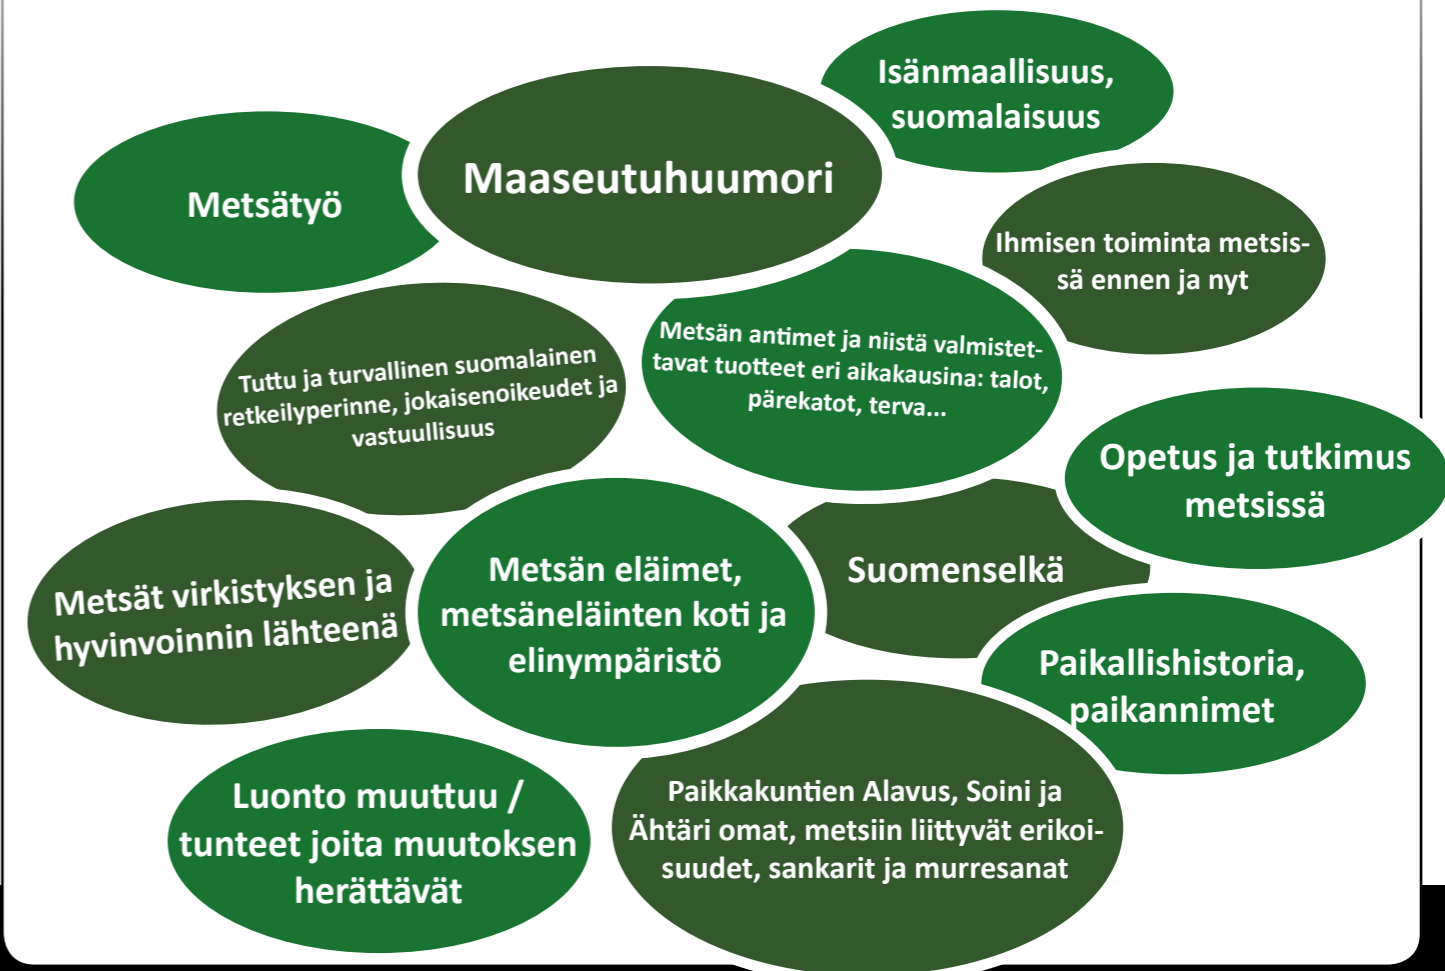 Isänmaallisuus,
suomalaisuus
Maaseutuhuumori
Metsätyö
Ihmisen toiminta metsis-
sä ennen ja nyt
Metsän antimet ja niistä valmistet-
tavat tuotteet eri aikakausina: talot,
pärekatot, terva...
Tuttu ja turvallinen suomalainen
retkeilyperinne, jokaisenoikeudet ja
vastuullisuus
Opetus ja tutkimus
metsissä
Suomenselkä
Metsän eläimet,
metsäneläinten koti ja
elinympäristö
Metsät virkistyksen ja
hyvinvoinnin lähteenä
Paikallishistoria,
paikannimet
Luonto muuttuu /
tunteet joita muutoksen
herättävät
Paikkakuntien Alavus, Soini ja
Ähtäri omat, metsiin liittyvät erikoi-
suudet, sankarit ja murresanat